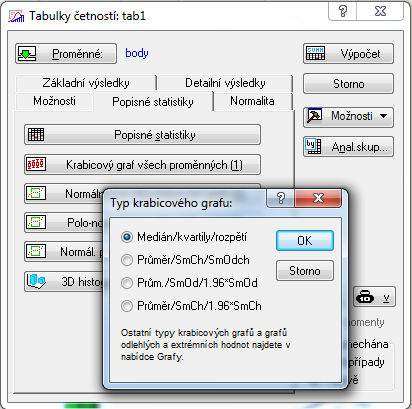 Tabulky četností: tab1
Proměnné: body
Výpočet
Základní výsledky Detailní výsledky
Storno
Možnosti Popisné statistiky Normalita
Možnosti
Popisné statistiky
Anal.skup...
Krabicový graf všech proměnných (1)
Normáln
Typ krabicového grafu:
Polo-no
Medián/kvartily/rozpětí
OK
Normál. p
Průměr/SmCh/SmOdch
Storno
3D histo
Prům./SmOd/1.96*SmOd
v
Průměr/SmCh/1.96*SmCh
omenty
Ostatní typy krabicových grafů a grafů
nechána
odlehlých a extrémních hodnot najdete v
případy
nabídce Grafy.
vě